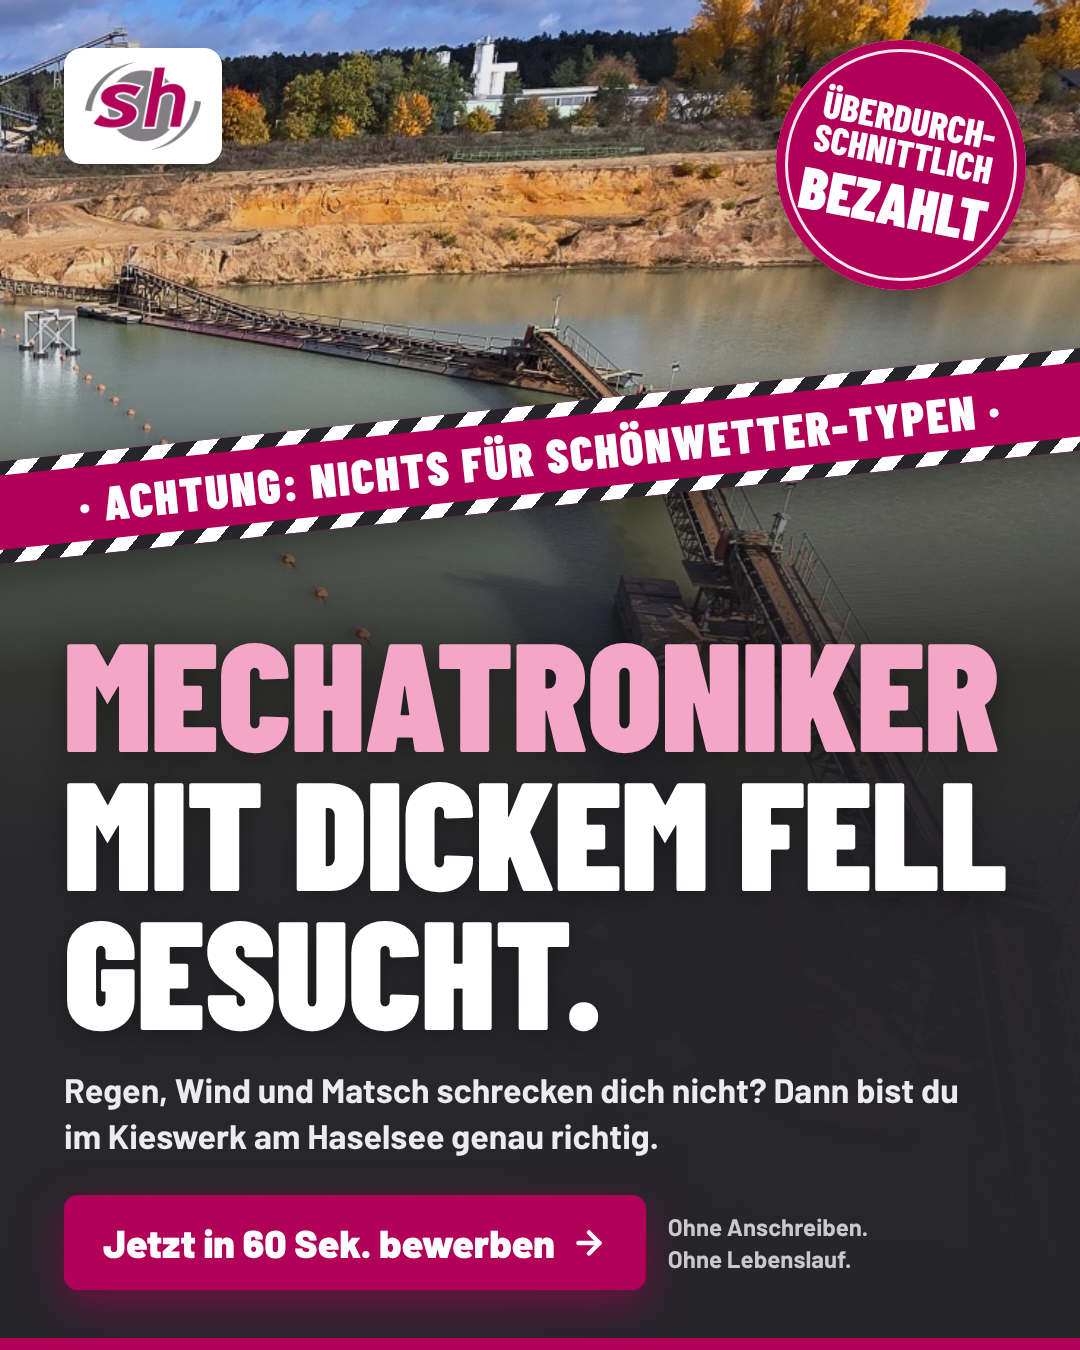 sh
ÜBERDURCH-
SCHNITTLICH
BEZAHLT
· ACHTUNG: NICHTS FÜR SCHÖNWETTER-TYPEN ·
MECHATRONIKER
MIT DICKEM FELL
GESUCHT.
Regen, Wind und Matsch schrecken dich nicht? Dann bist du
im Kieswerk am Haselsee genau richtig.
Jetzt in 60 Sek. bewerben →
Ohne Anschreiben.
Ohne Lebenslauf.